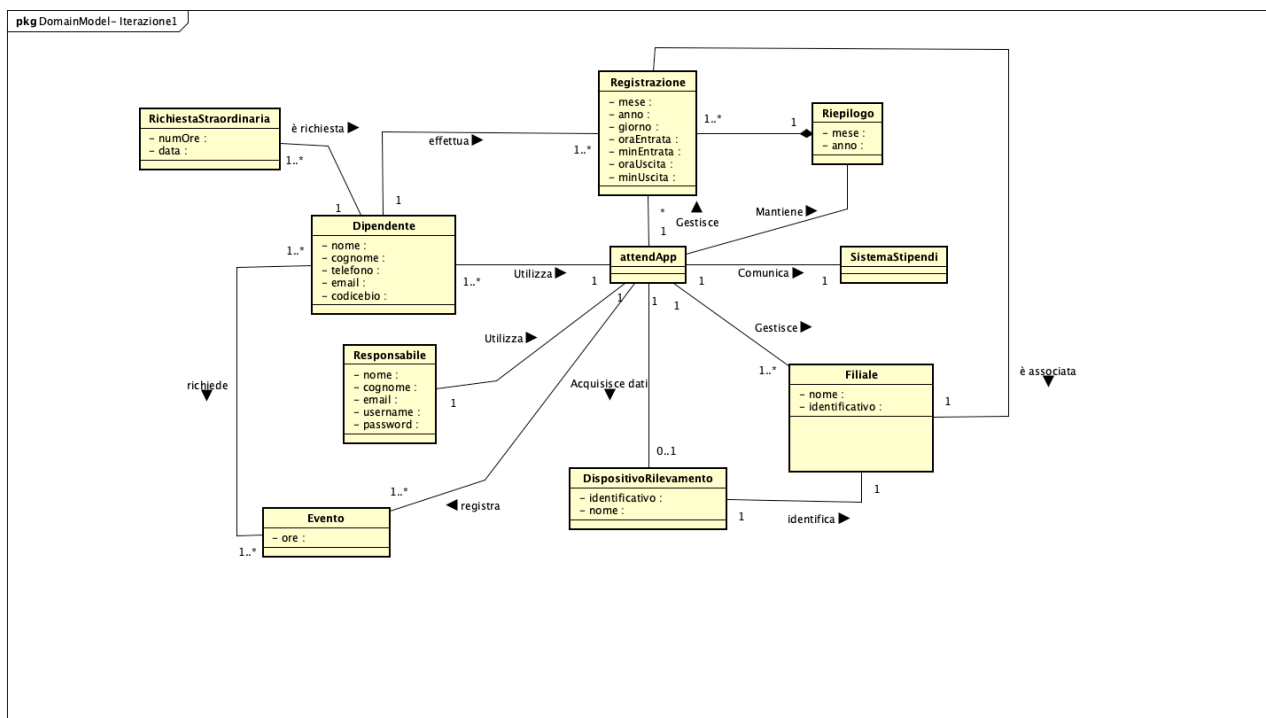 pkg DomainModel- Iterazione1
Registrazione
- mese :
- anno :
- giorno :
- oraEntrata :
- minEntrata :
- oraUscita :
- minUscita :
1..*
1
Riepilogo
- mese :
- anno :
RichiestaStraordinaria
- numOre :
- data :
è richiesta
1..*
1
effettua
1..*
1
Dipendente
- nome :
- cognome :
- telefono :
- email :
- codicebio :
1..*
*
1
Gestisce
Mantiene
attendApp
SistemaStipendi
Utilizza
1..*
1
Comunica
1
1
Responsabile
- nome :
- cognome :
- email :
- username :
- password :
Utilizza
1
1
1
1
Gestisce
1..*
Filiale
- nome :
- identificativo :
è associata
1
richiede
Acquisisce dati
0..1
DispositivoRilevamento
- identificativo :
- nome :
1
identifica
1
1..*
registra
Evento
- ore :
1..*